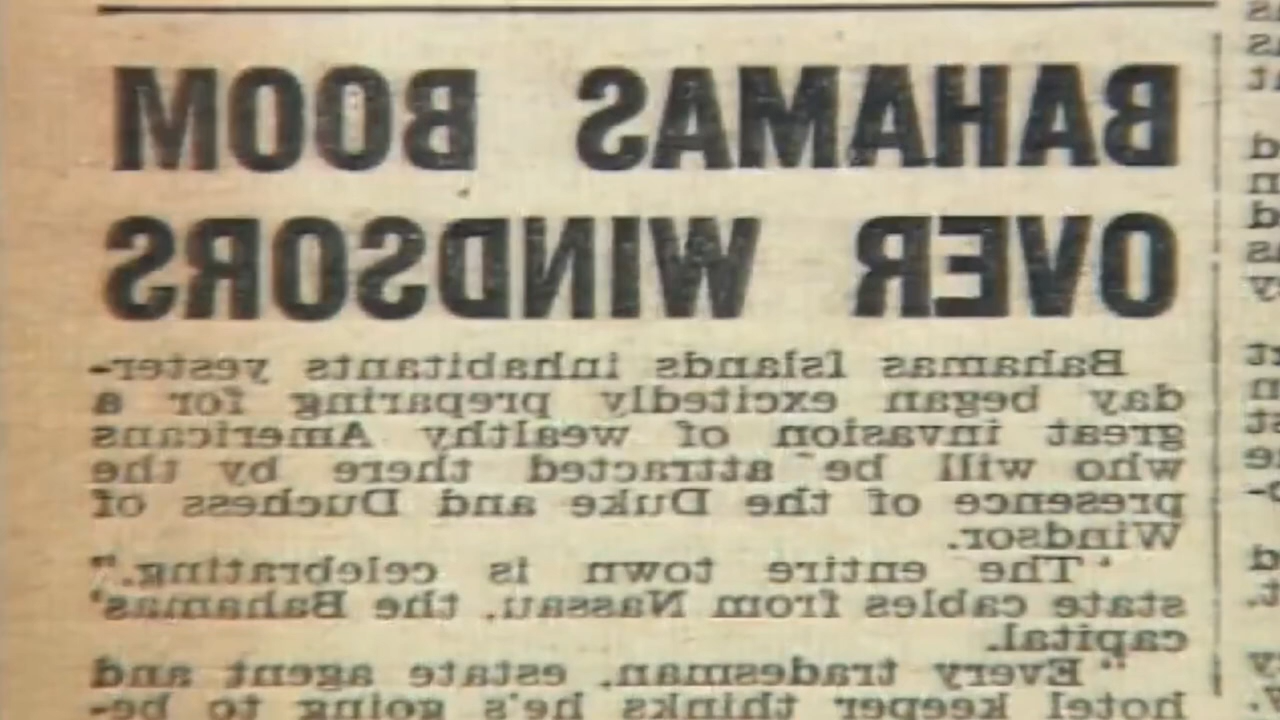 BAHAMAS BOOM
OVER WINDSORS
Bahamas Islands inhabitants yester-
day began excitedly preparing for a
great invasion of wealthy Americans
who will be attracted there by the
presence of the Duke and Duchess of
Windsor.
"The entire town is celebrating,"
state cables from Nassau, the Bahamas'
capital.
"Every tradesman, estate agent and
hotel keeper thinks he's going to be-